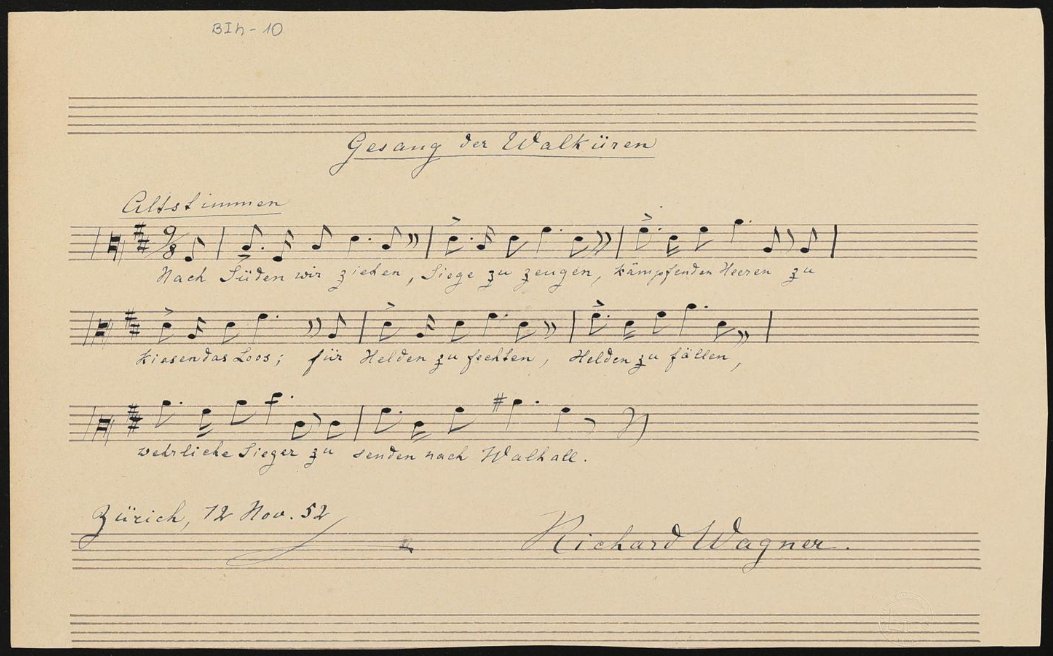 BIh-10
Gesang der Walküren
Altstimmen
9/8
Nach Süden wir ziehen, Siege zu zeugen, kämpfenden Heeren zu
kiesen das Loos; für Helden zu fechten, Helden zu fällen,
wehrliche Sieger zu senden nach Walhall.
Zürich, 12 Nov. 52
Richard Wagner.